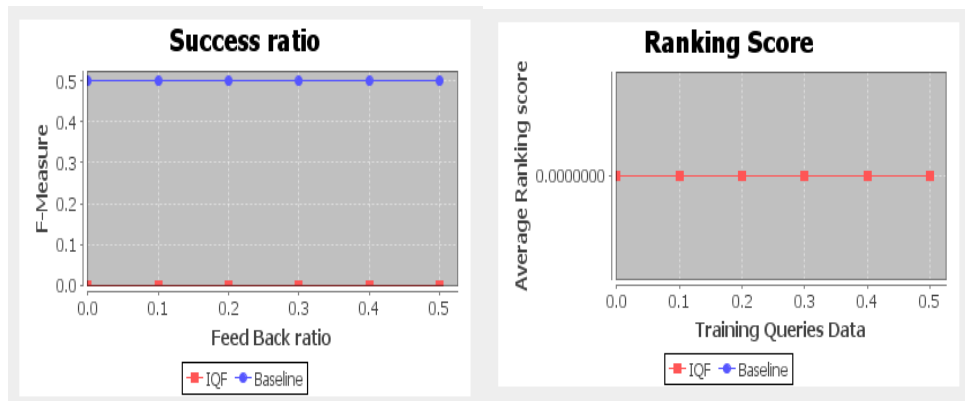 Success ratio
F-Measure
0.5
0.4
0.3
0.2
0.1
0.0
0.0 0.1 0.2 0.3 0.4 0.5
Feed Back ratio
IQF Baseline
Ranking Score
Average Ranking score
0.0000000
0.0 0.1 0.2 0.3 0.4 0.5
Training Queries Data
IQF Baseline